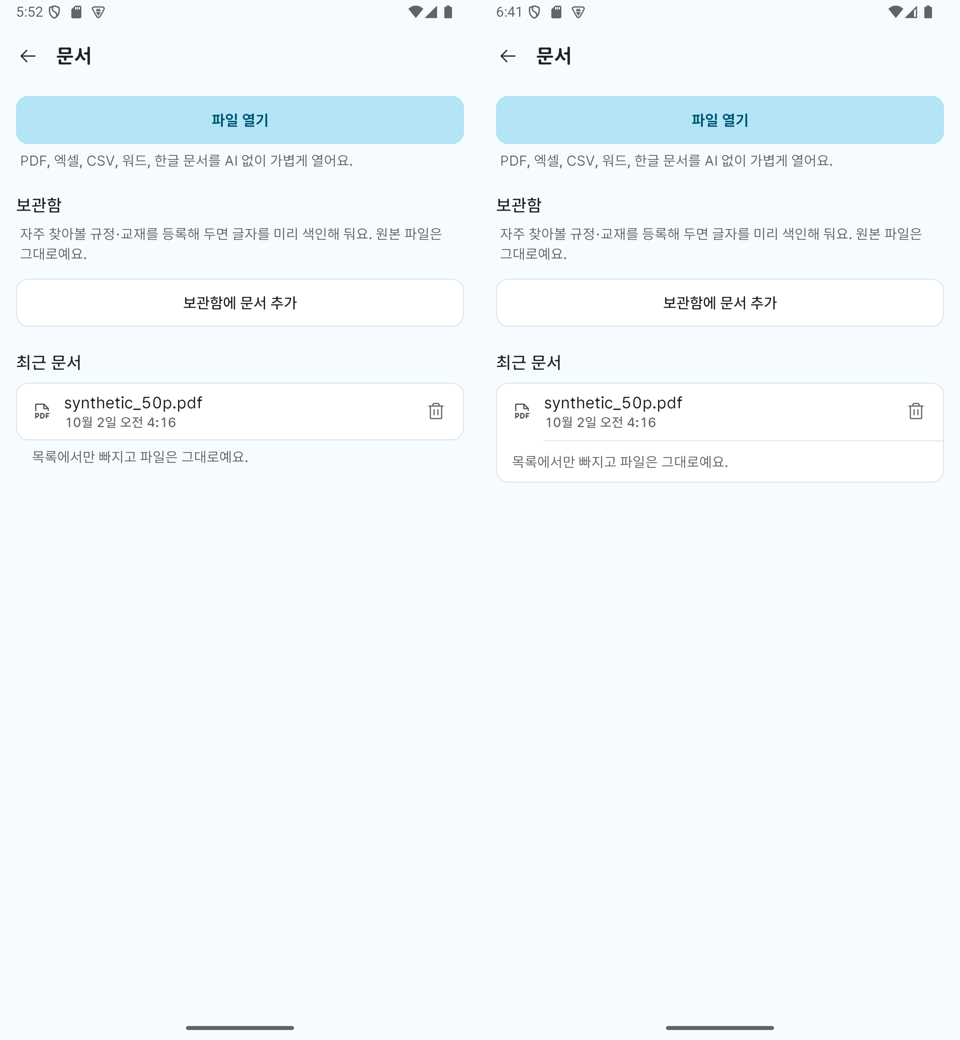 5:52
문서
파일 열기
PDF, 엑셀, CSV, 워드, 한글 문서를 AI 없이 가볍게 열어요.
보관함
자주 찾아볼 규정·교재를 등록해 두면 글자를 미리 색인해 둬요. 원본 파일은
그대로예요.
보관함에 문서 추가
최근 문서
PDF
synthetic_50p.pdf
10월 2일 오전 4:16
목록에서만 빠지고 파일은 그대로예요.
6:41
문서
파일 열기
PDF, 엑셀, CSV, 워드, 한글 문서를 AI 없이 가볍게 열어요.
보관함
자주 찾아볼 규정·교재를 등록해 두면 글자를 미리 색인해 둬요. 원본 파일은
그대로예요.
보관함에 문서 추가
최근 문서
PDF
synthetic_50p.pdf
10월 2일 오전 4:16
목록에서만 빠지고 파일은 그대로예요.